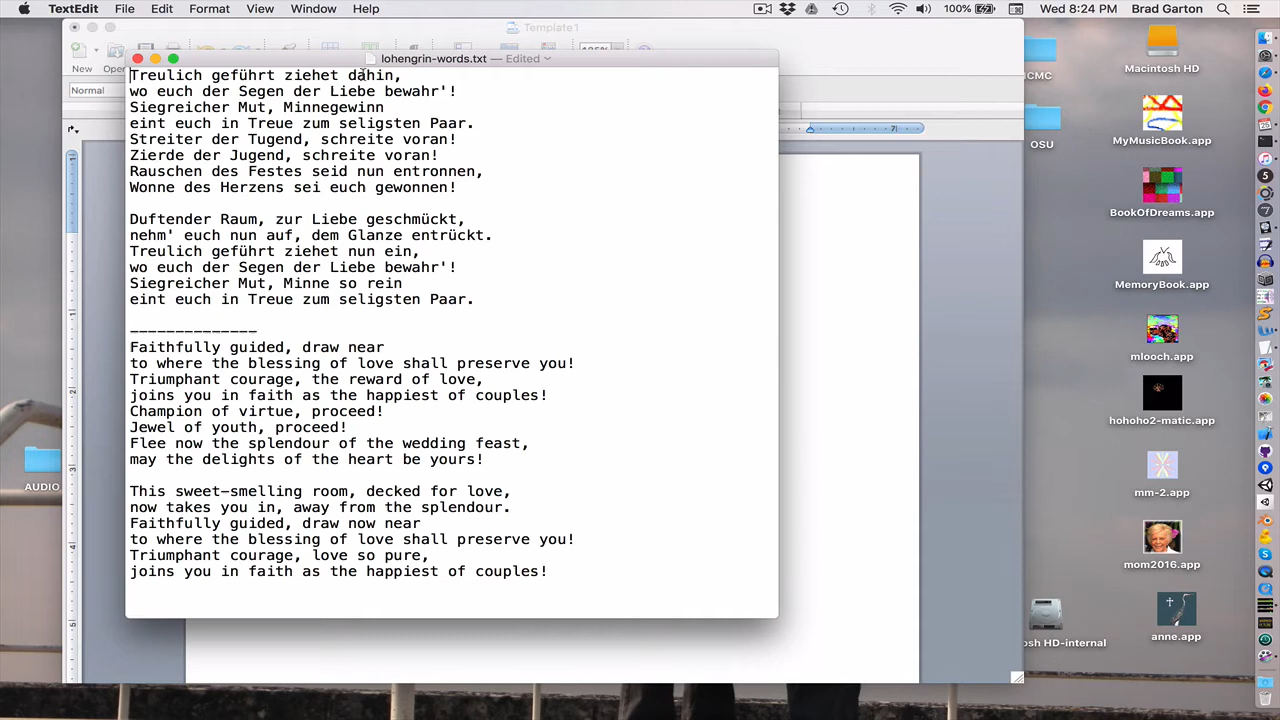 TextEdit File Edit Format View Window Help
100% Wed 8:24 PM Brad Garton
Template1
New Open
Normal
lohengrin-words.txt — Edited
Treulich geführt ziehet dahin,
wo euch der Segen der Liebe bewahr'!
Siegreicher Mut, Minnegewinn
eint euch in Treue zum seligsten Paar.
Streiter der Tugend, schreite voran!
Zierde der Jugend, schreite voran!
Rauschen des Festes seid nun entronnen,
Wonne des Herzens sei euch gewonnen!
Duftender Raum, zur Liebe geschmückt,
nehm' euch nun auf, dem Glanze entrückt.
Treulich geführt ziehet nun ein,
wo euch der Segen der Liebe bewahr'!
Siegreicher Mut, Minne so rein
eint euch in Treue zum seligsten Paar.
--------------
Faithfully guided, draw near
to where the blessing of love shall preserve you!
Triumphant courage, the reward of love,
joins you in faith as the happiest of couples!
Champion of virtue, proceed!
Jewel of youth, proceed!
Flee now the splendour of the wedding feast,
may the delights of the heart be yours!
This sweet-smelling room, decked for love,
now takes you in, away from the splendour.
Faithfully guided, draw now near
to where the blessing of love shall preserve you!
Triumphant courage, love so pure,
joins you in faith as the happiest of couples!
AUDIO
ICMC
OSU
osh HD-internal
Macintosh HD
MyMusicBook.app
BookOfDreams.app
MemoryBook.app
mlooch.app
hohoho2-matic.app
mm-2.app
mom2016.app
anne.app